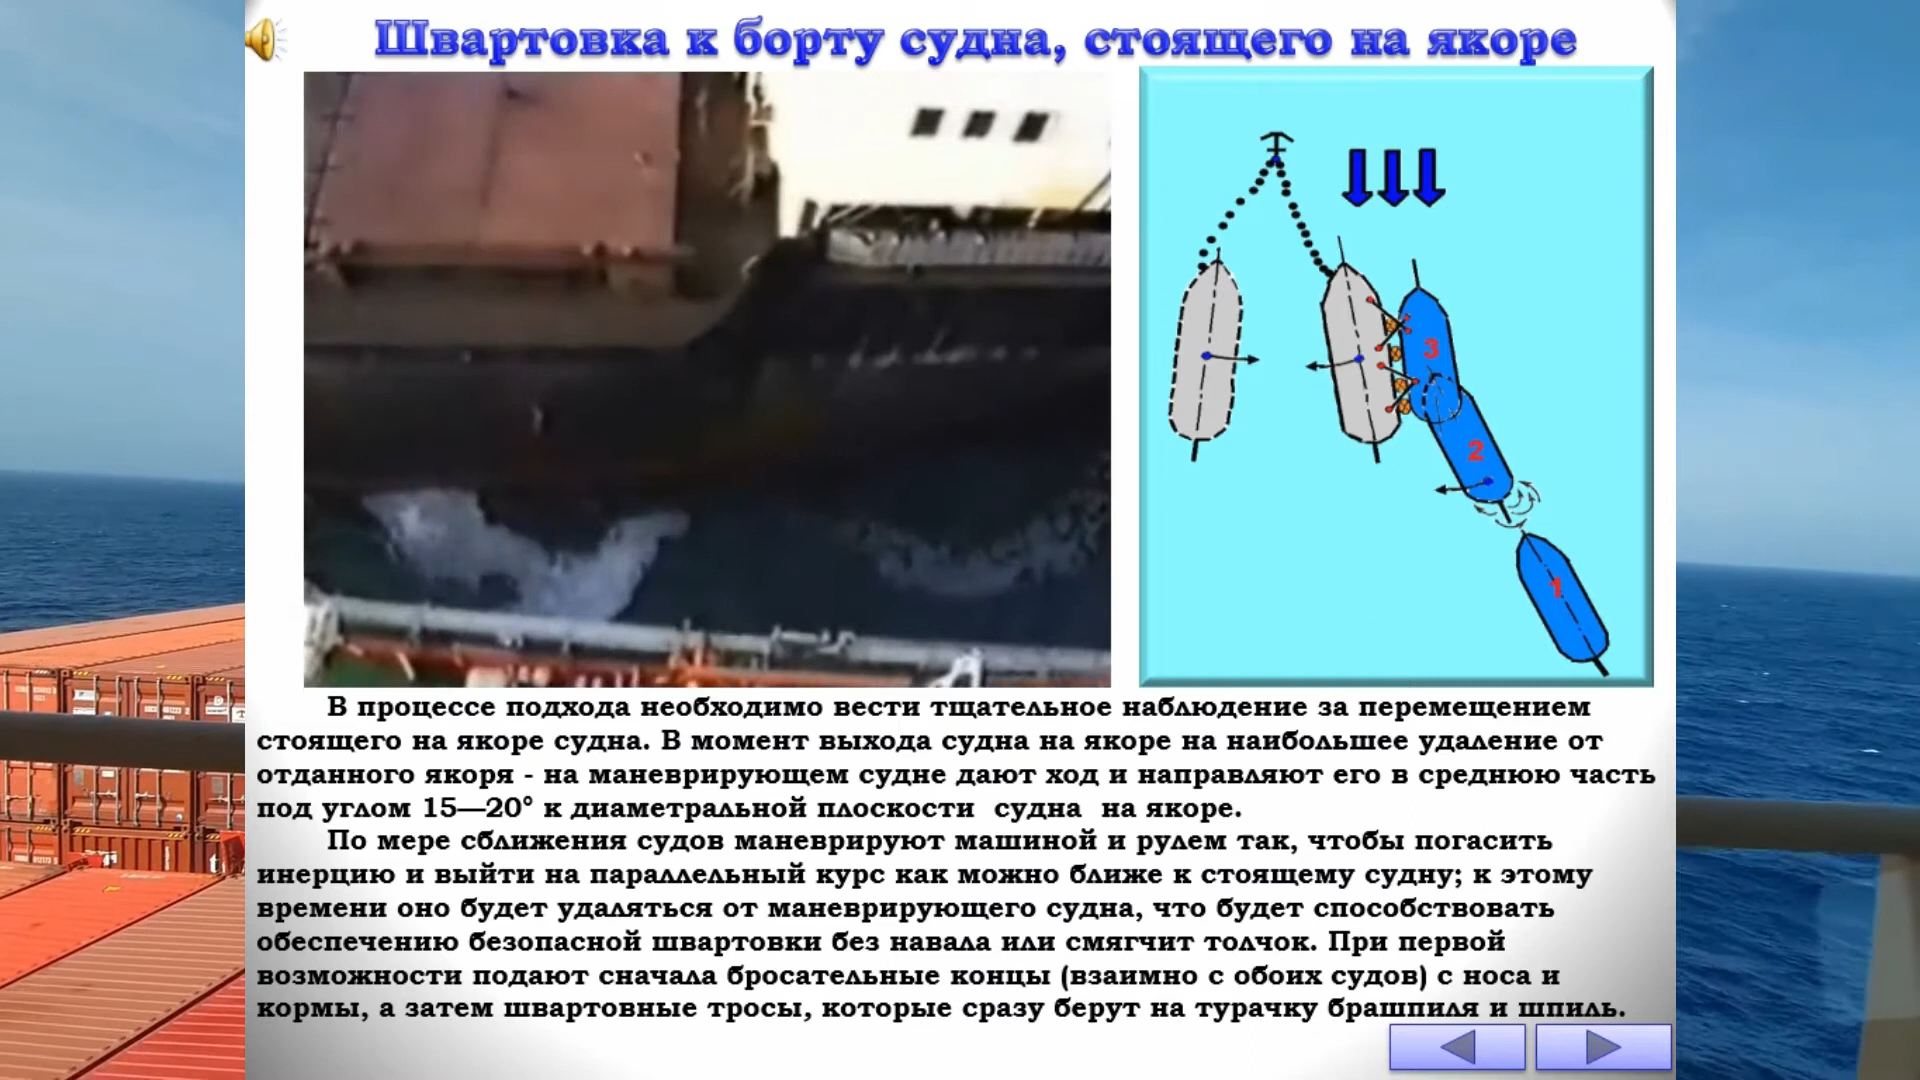 Швартовка к борту судна, стоящего на якоре
3
2
1
В процессе подхода необходимо вести тщательное наблюдение за перемещением
стоящего на якоре судна. В момент выхода судна на якоре на наибольшее удаление от
отданного якоря - на маневрирующем судне дают ход и направляют его в среднюю часть
под углом 15—20° к диаметральной плоскости судна на якоре.
По мере сближения судов маневрируют машиной и рулем так, чтобы погасить
инерцию и выйти на параллельный курс как можно ближе к стоящему судну; к этому
времени оно будет удаляться от маневрирующего судна, что будет способствовать
обеспечению безопасной швартовки без навала или смягчит толчок. При первой
возможности подают сначала бросательные концы (взаимно с обоих судов) с носа и
кормы, а затем швартовные тросы, которые сразу берут на турачку брашпиля и шпиль.